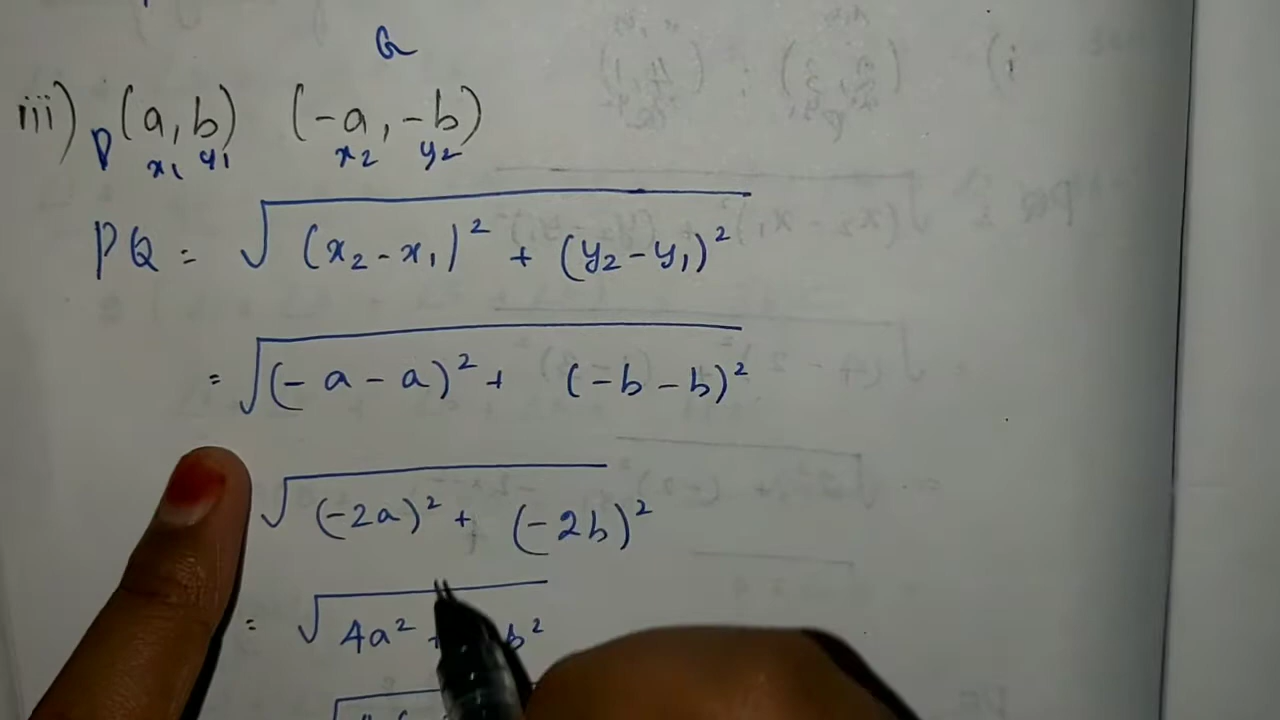 Q
iii) P (a, b) (-a, -b)
x₁ y₁ x₂ y₂
PQ = √(x₂ - x₁)² + (y₂ - y₁)²
= √(-a - a)² + (-b - b)²
√(-2a)² + (-2b)²
= √4a² + b²